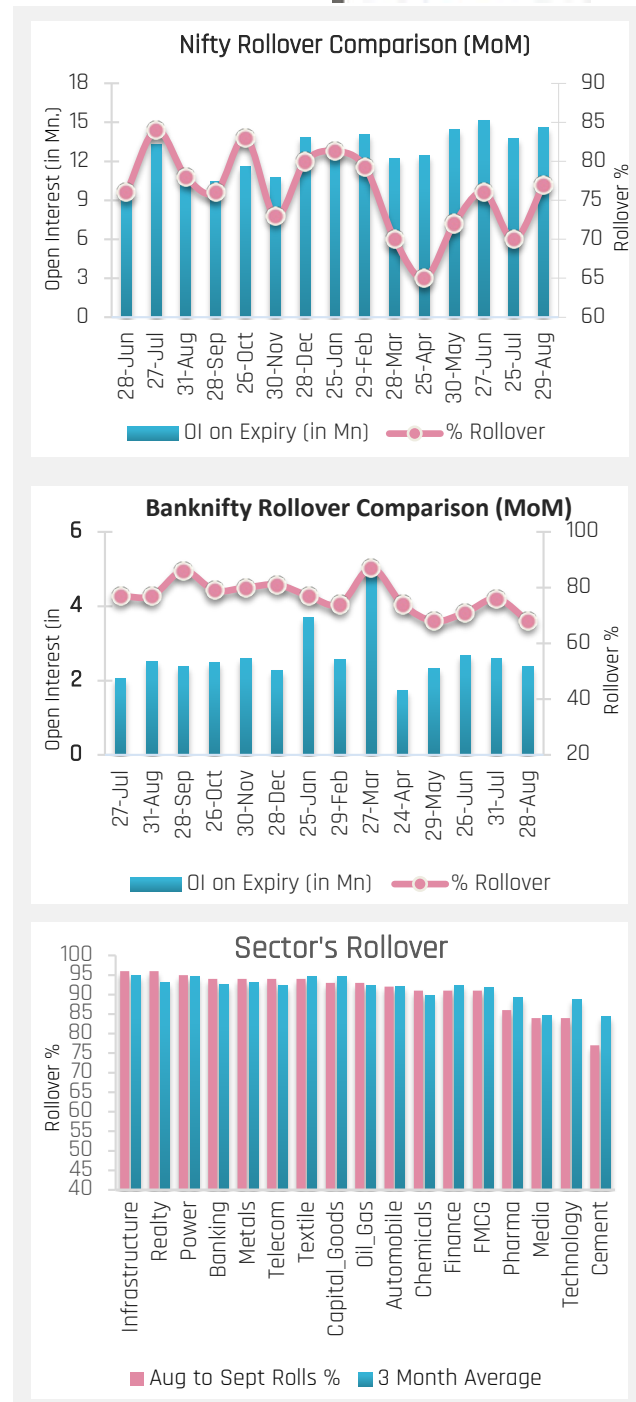 Nifty Rollover Comparison (MoM)
18
15
12
9
6
3
0
Open Interest (in Mn.)
90
85
80
75
70
65
60
Rollover %
28-Jun
27-Jul
31-Aug
28-Sep
26-Oct
30-Nov
28-Dec
25-Jan
29-Feb
28-Mar
25-Apr
30-May
27-Jun
25-Jul
29-Aug
OI on Expiry (in Mn) % Rollover
Banknifty Rollover Comparison (MoM)
6
4
2
0
Open Interest (in
100
80
60
40
20
Rollover %
27-Jul
31-Aug
28-Sep
26-Oct
30-Nov
28-Dec
25-Jan
29-Feb
27-Mar
24-Apr
29-May
26-Jun
31-Jul
28-Aug
OI on Expiry (in Mn) % Rollover
Sector's Rollover
100
95
90
85
80
75
70
65
60
55
50
45
40
Rollover %
Infrastructure
Realty
Power
Banking
Metals
Telecom
Textile
Capital_Goods
Oil_Gas
Automobile
Chemicals
Finance
FMCG
Pharma
Media
Technology
Cement
Aug to Sept Rolls % 3 Month Average